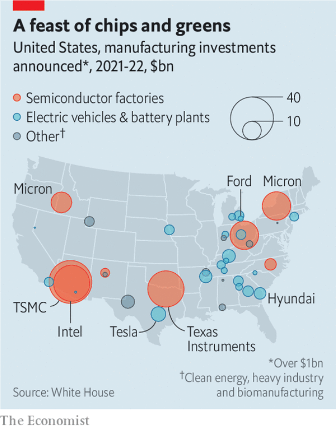 A feast of chips and greens
United States, manufacturing investments
announced*, 2021-22, $bn
Semiconductor factories
Electric vehicles & battery plants
Other†
40
10
Micron
Ford
Micron
TSMC
Intel
Tesla
Texas
Instruments
Hyundai
*Over $1bn
†Clean energy, heavy industry
and biomanufacturing
Source: White House
The Economist